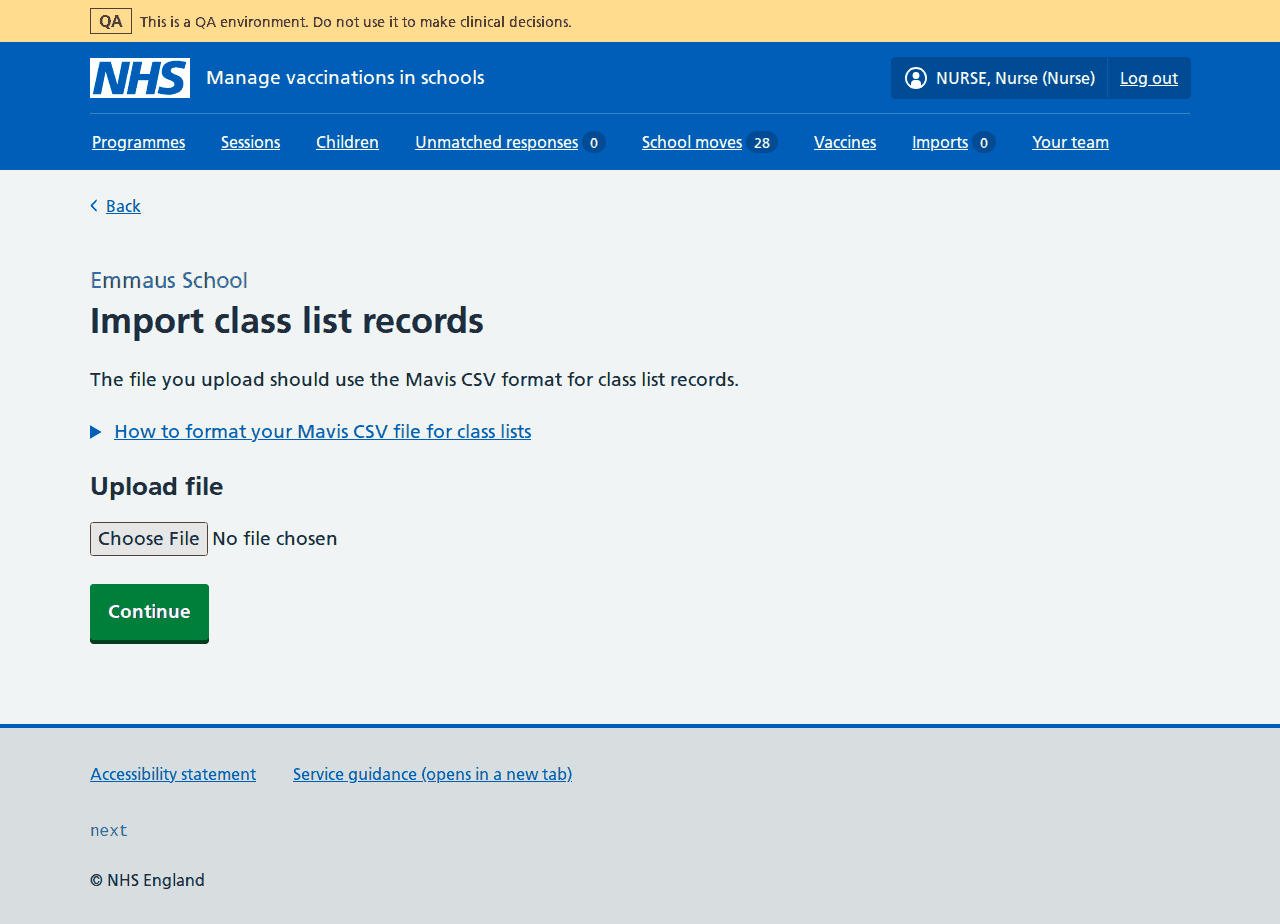 QA This is a QA environment. Do not use it to make clinical decisions.
NHS Manage vaccinations in schools NURSE, Nurse (Nurse) Log out
Programmes Sessions Children Unmatched responses 0 School moves 28 Vaccines Imports 0 Your team
Back
Emmaus School
Import class list records
The file you upload should use the Mavis CSV format for class list records.
How to format your Mavis CSV file for class lists
Upload file
Choose File No file chosen
Continue
Accessibility statement Service guidance (opens in a new tab)
next
© NHS England